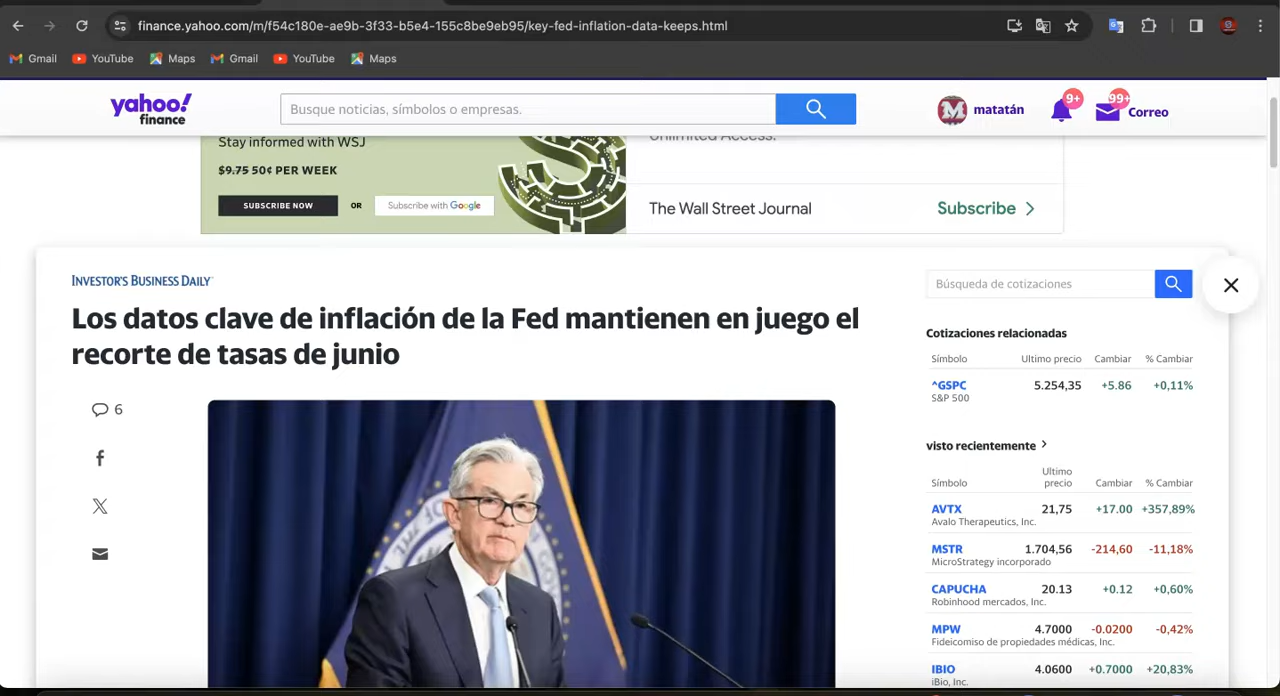 finance.yahoo.com/m/f54c180e-ae9b-3f33-b5e4-155c8be9eb95/key-fed-inflation-data-keeps.html
Gmail YouTube Maps Gmail YouTube Maps
yahoo!
finance
Busque noticias, símbolos o empresas.
M matatán 9+ 99+ Correo
Stay informed with WSJ
$9.75 50¢ PER WEEK
SUBSCRIBE NOW OR Subscribe with Google
Unlimited Access.
The Wall Street Journal Subscribe
INVESTOR'S BUSINESS DAILY
Los datos clave de inflación de la Fed mantienen en juego el
recorte de tasas de junio
6
Búsqueda de cotizaciones
Cotizaciones relacionadas
Símbolo Ultimo precio Cambiar % Cambiar
^GSPC 5.254,35 +5.86 +0,11%
S&P 500
visto recientemente
Símbolo Ultimo precio Cambiar % Cambiar
AVTX 21,75 +17.00 +357,89%
Avalo Therapeutics, Inc.
MSTR 1.704,56 -214,60 -11,18%
MicroStrategy incorporado
CAPUCHA 20.13 +0.12 +0,60%
Robinhood mercados, Inc.
MPW 4.7000 -0.0200 -0,42%
Fideicomiso de propiedades médicas, Inc.
IBIO 4.0600 +0.7000 +20,83%
iBio, Inc.